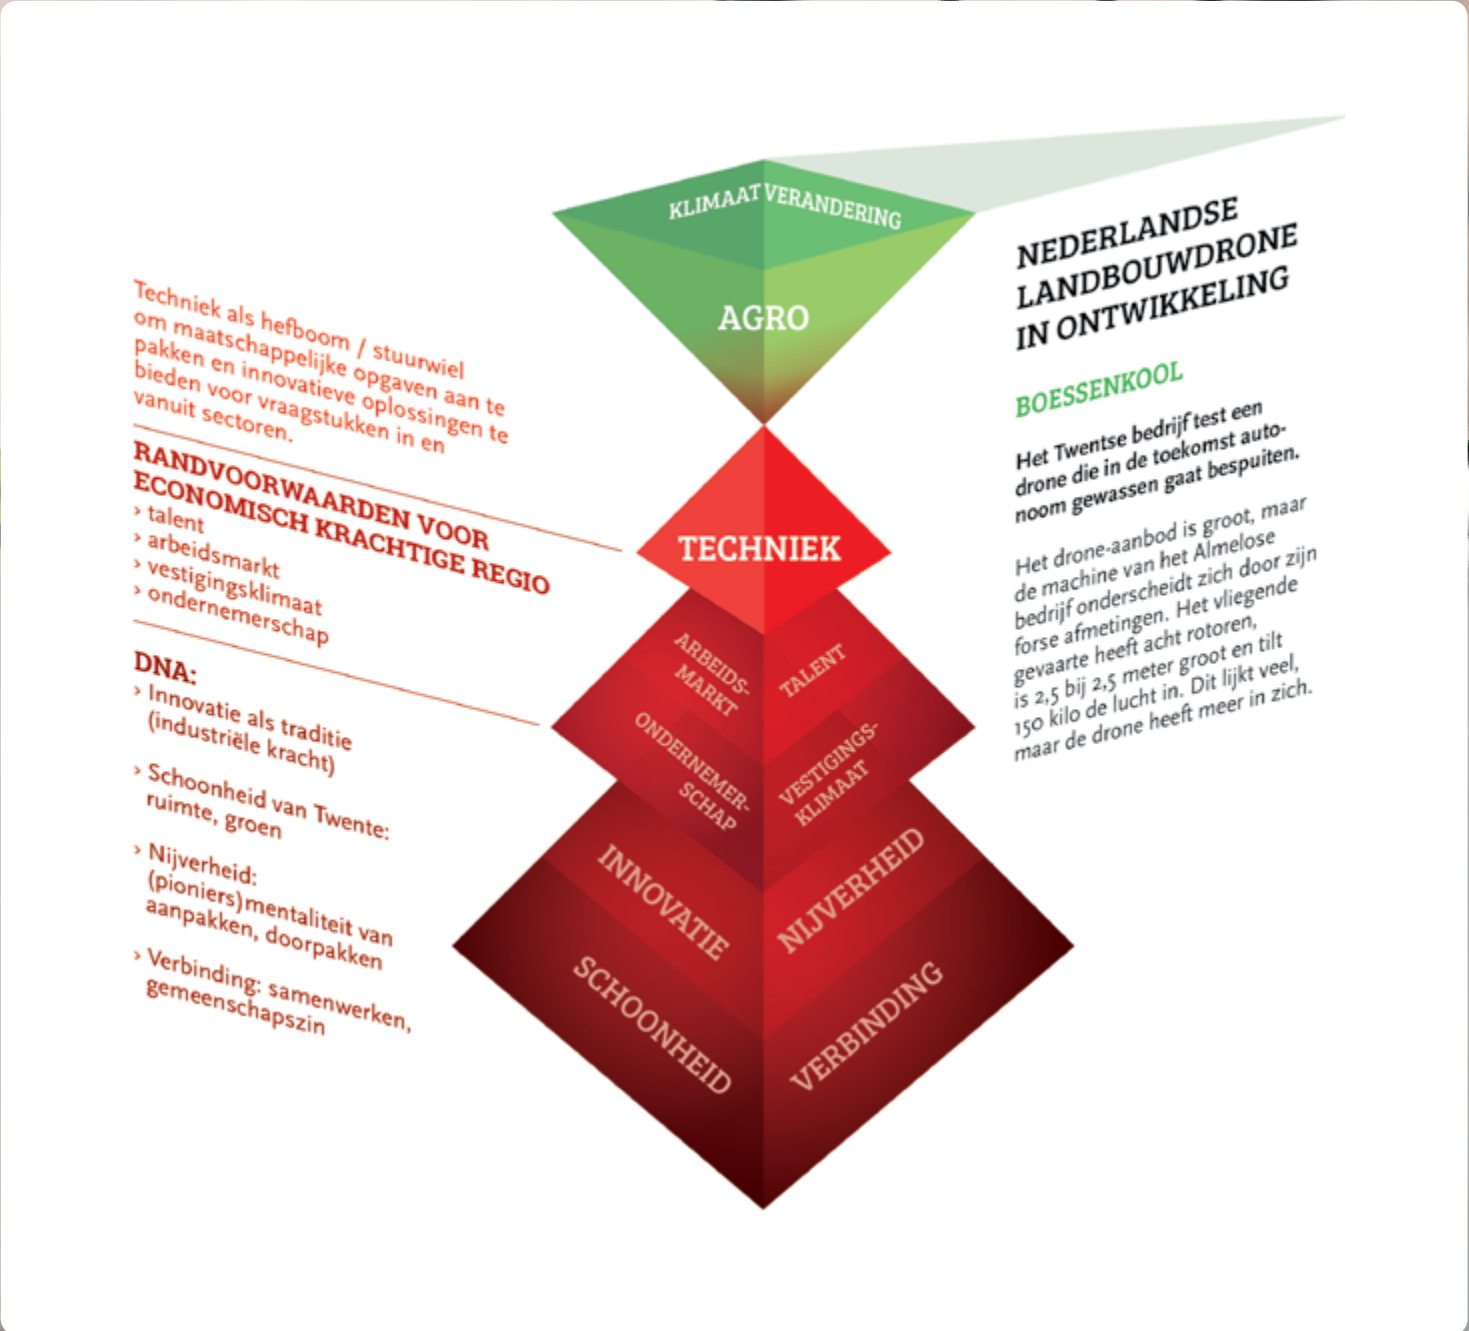 KLIMAATVERANDERING
AGRO
TECHNIEK
ARBEIDS-
MARKT
TALENT
ONDERNEMER-
SCHAP
VESTIGINGS-
KLIMAAT
INNOVATIE
NIJVERHEID
SCHOONHEID
VERBINDING
Techniek als hefboom / stuurwiel
om maatschappelijke opgaven aan te
pakken en innovatieve oplossingen te
bieden voor vraagstukken in en
vanuit sectoren.
RANDVOORWAARDEN VOOR
ECONOMISCH KRACHTIGE REGIO
› talent
› arbeidsmarkt
› vestigingsklimaat
› ondernemerschap
DNA:
› Innovatie als traditie
(industriële kracht)
› Schoonheid van Twente:
ruimte, groen
› Nijverheid:
(pioniers)mentaliteit van
aanpakken, doorpakken
› Verbinding: samenwerken,
gemeenschapszin
NEDERLANDSE
LANDBOUWDRONE
IN ONTWIKKELING
BOESSENKOOL
Het Twentse bedrijf test een
drone die in de toekomst auto-
noom gewassen gaat bespuiten.
Het drone-aanbod is groot, maar
de machine van het Almelose
bedrijf onderscheidt zich door zijn
forse afmetingen. Het vliegende
gevaarte heeft acht rotoren,
is 2,5 bij 2,5 meter groot en tilt
150 kilo de lucht in. Dit lijkt veel,
maar de drone heeft meer in zich.